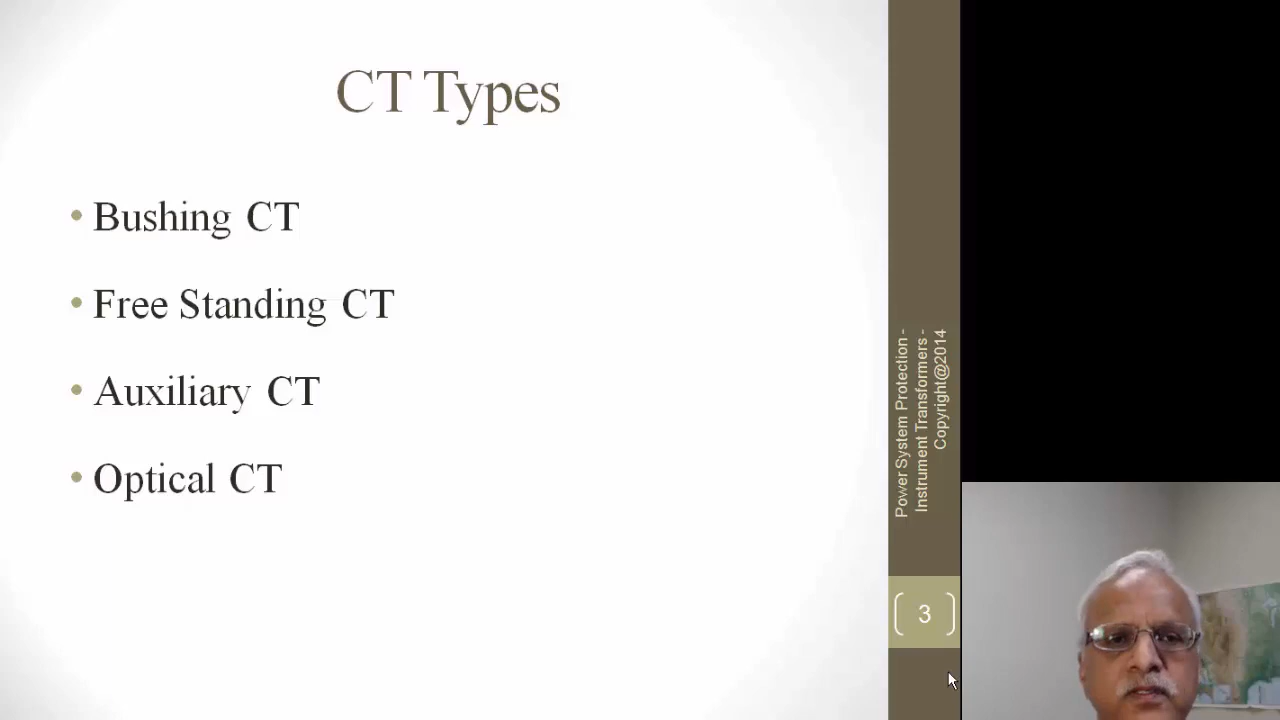 CT Types
• Bushing CT
• Free Standing CT
• Auxiliary CT
• Optical CT
Power System Protection -
Instrument Transformers -
Copyright@2014
3